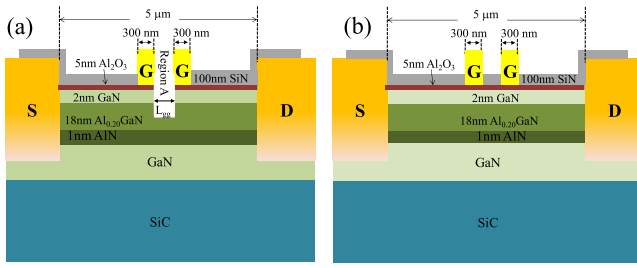 (a)
5 μm
300 nm 300 nm
Region A
5nm Al₂O₃
G G
100nm SiN
S
2nm GaN
L_gg
D
18nm Al₀.₂₀GaN
1nm AlN
GaN
SiC
(b)
5 μm
300 nm 300 nm
5nm Al₂O₃
G G
100nm SiN
S
2nm GaN
D
18nm Al₀.₂₀GaN
1nm AlN
GaN
SiC